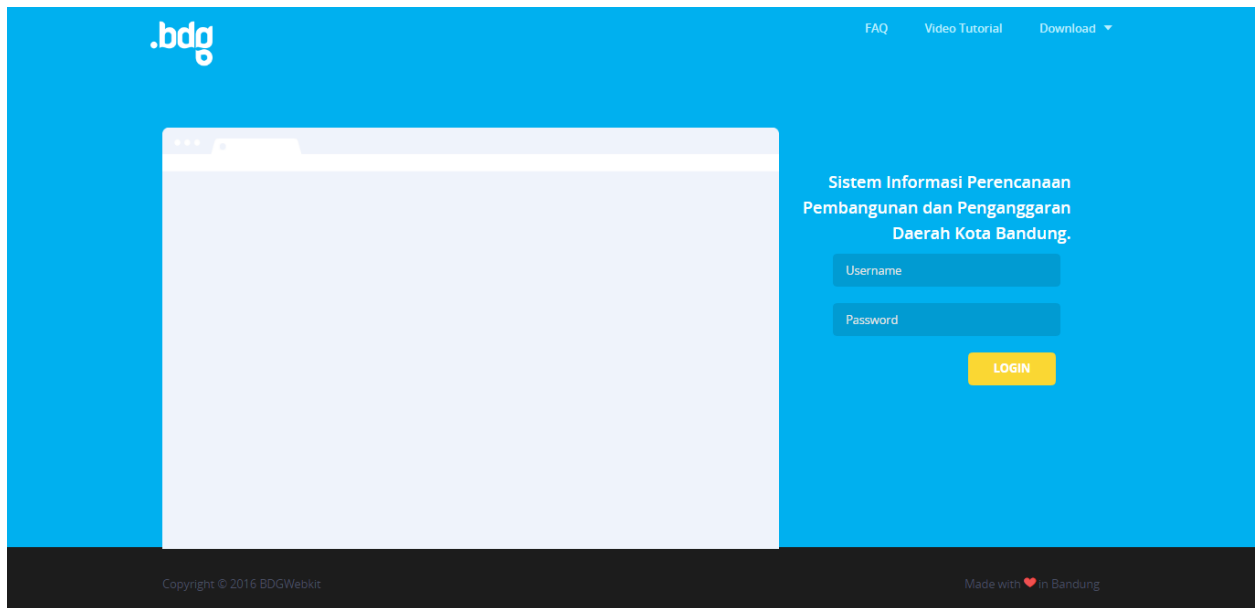 .bdg
FAQ Video Tutorial Download
Sistem Informasi Perencanaan
Pembangunan dan Penganggaran
Daerah Kota Bandung.
Username
Password
LOGIN
Copyright © 2016 BDGWebkit
Made with ❤ in Bandung